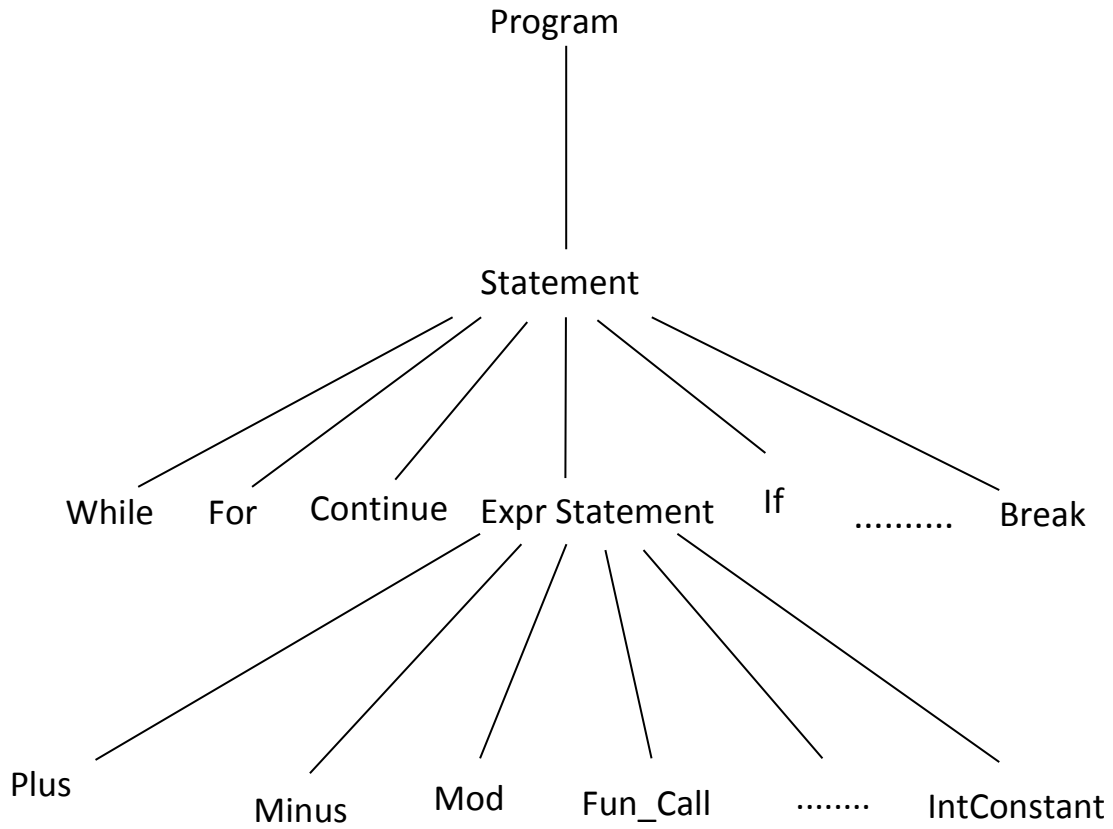 Program
Statement
While For Continue Expr Statement If .......... Break
Plus Minus Mod Fun_Call ........ IntConstant